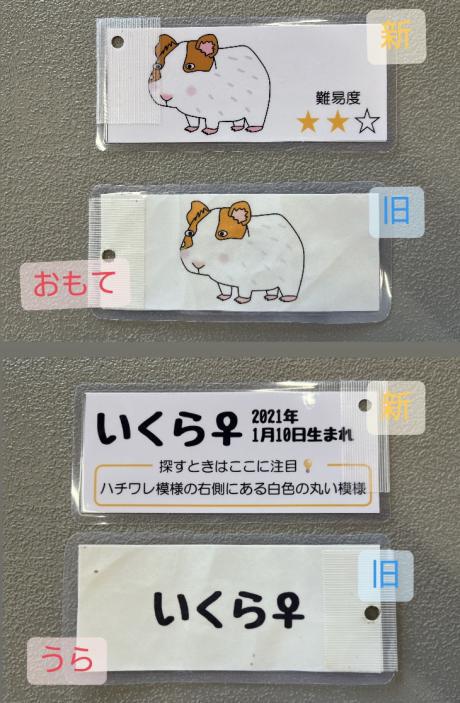 新
難易度
★★☆
旧
おもて
新
いくら♀ 2021年
1月10日生まれ
探すときはここに注目
ハチワレ模様の右側にある白色の丸い模様
旧
いくら♀
うら